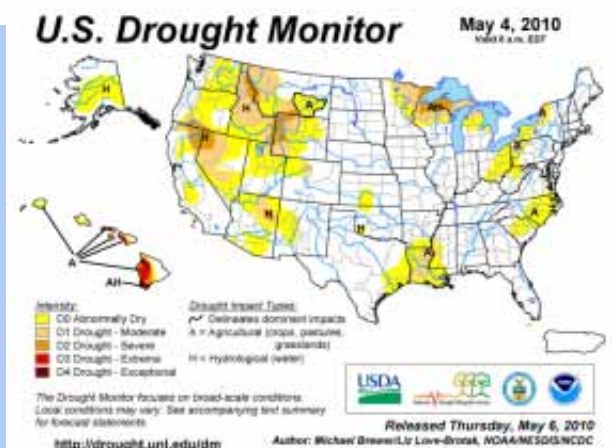 U.S. Drought Monitor
May 4, 2010
Valid 8 a.m. EDT
H
A
H
H
H
H
A
A
A
A
A
AH
Intensity:
D0 Abnormally Dry
D1 Drought - Moderate
D2 Drought - Severe
D3 Drought - Extreme
D4 Drought - Exceptional
Drought Impact Types:
Delineates dominant impacts
A = Agricultural (crops, pastures,
grasslands)
H = Hydrological (water)
The Drought Monitor focuses on broad-scale conditions.
Local conditions may vary. See accompanying text summary
for forecast statements.
http://drought.unl.edu/dm
USDA
Released Thursday, May 6, 2010
Author: Michael Brewer/Liz Love-Brotak, NOAA/NESDIS/NCDC